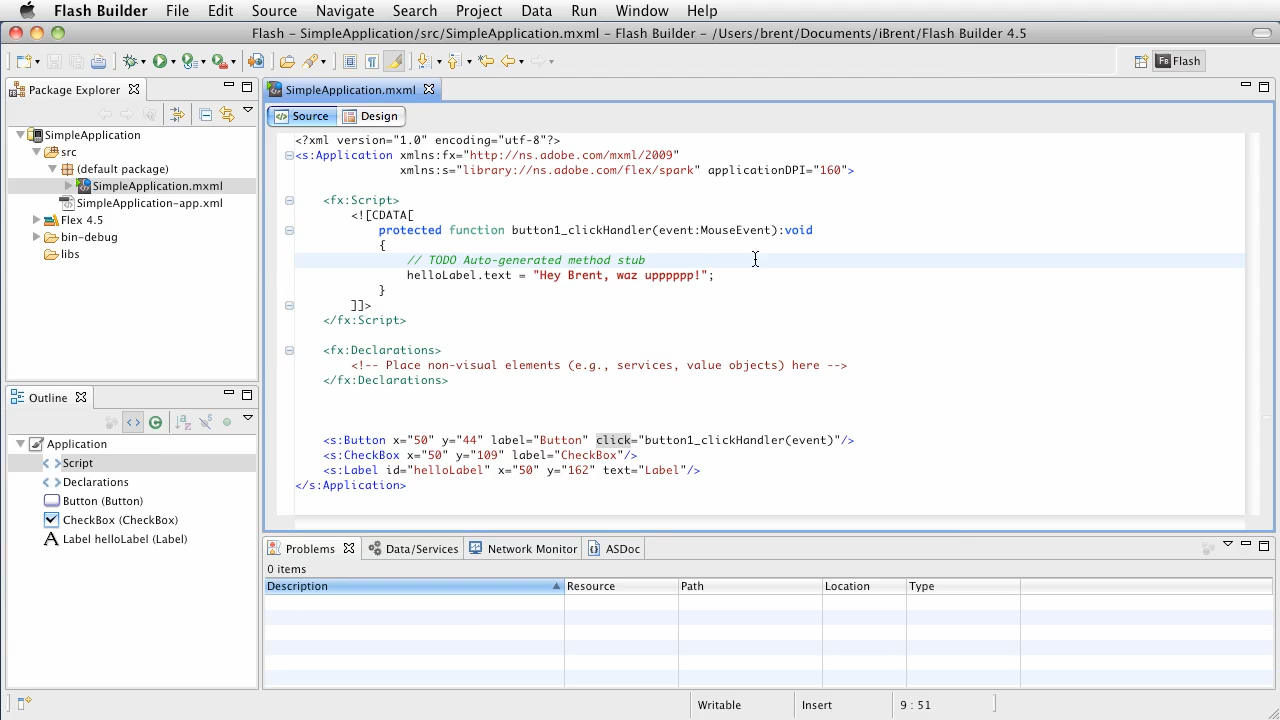 Flash Builder File Edit Source Navigate Search Project Data Run Window Help
Flash – SimpleApplication/src/SimpleApplication.mxml – Flash Builder – /Users/brent/Documents/iBrent/Flash Builder 4.5
Fb Flash
Package Explorer
SimpleApplication
src
(default package)
SimpleApplication.mxml
SimpleApplication-app.xml
Flex 4.5
bin-debug
libs
Outline
Application
Script
Declarations
Button (Button)
CheckBox (CheckBox)
A Label helloLabel (Label)
SimpleApplication.mxml
Source Design
<?xml version="1.0" encoding="utf-8"?>
<s:Application xmlns:fx="http://ns.adobe.com/mxml/2009"
xmlns:s="library://ns.adobe.com/flex/spark" applicationDPI="160">
<fx:Script>
<![CDATA[
protected function button1_clickHandler(event:MouseEvent):void
{
// TODO Auto-generated method stub
helloLabel.text = "Hey Brent, waz upppppp!";
}
]]>
</fx:Script>
<fx:Declarations>
<!-- Place non-visual elements (e.g., services, value objects) here -->
</fx:Declarations>
<s:Button x="50" y="44" label="Button" click="button1_clickHandler(event)"/>
<s:CheckBox x="50" y="109" label="CheckBox"/>
<s:Label id="helloLabel" x="50" y="162" text="Label"/>
</s:Application>
Problems Data/Services Network Monitor ASDoc
0 items
Description Resource Path Location Type
Writable Insert 9 : 51